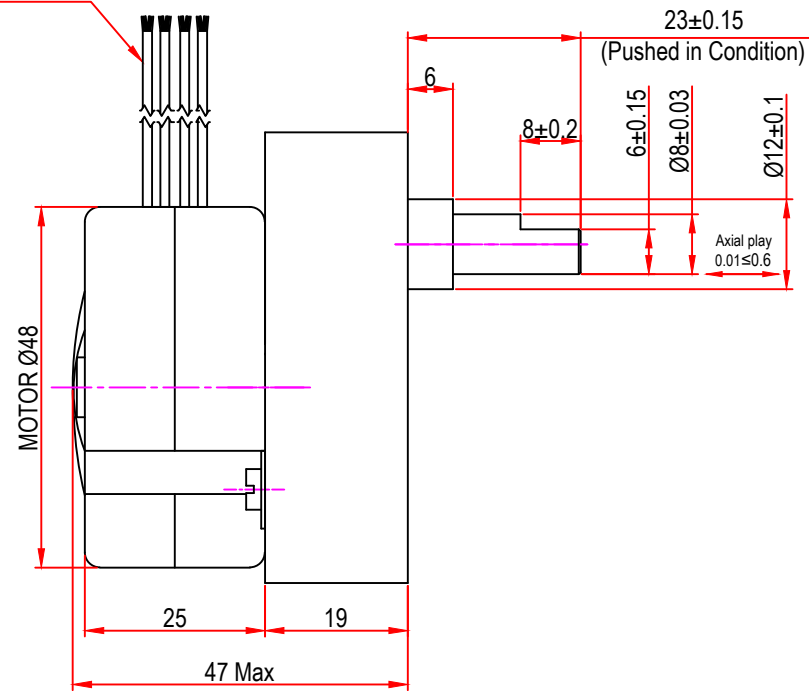 23±0.15
(Pushed in Condition)
6
8±0.2
6±0.15
Ø8±0.03
Ø12±0.1
Axial play
0.01≤0.6
MOTOR Ø48
25
19
47 Max